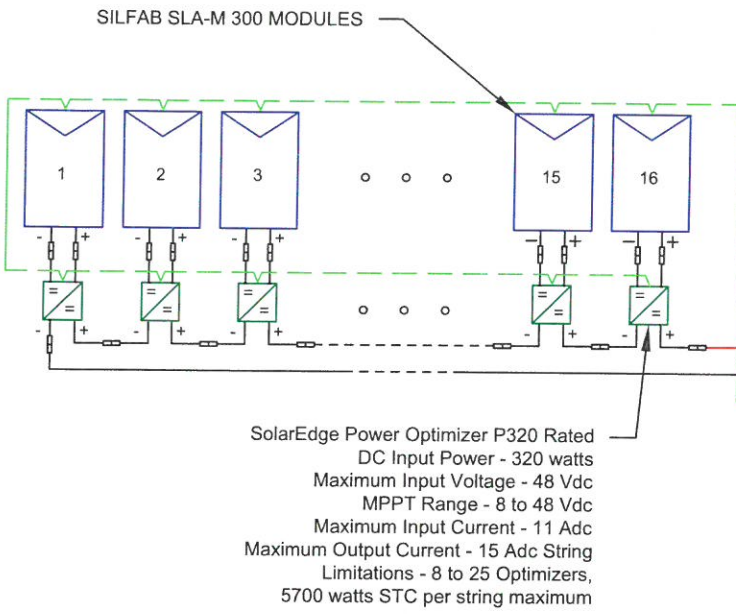 SILFAB SLA-M 300 MODULES
1 2 3 15 16
- + - + - + - + - +
- + - + - + - + - +
SolarEdge Power Optimizer P320 Rated
DC Input Power - 320 watts
Maximum Input Voltage - 48 Vdc
MPPT Range - 8 to 48 Vdc
Maximum Input Current - 11 Adc
Maximum Output Current - 15 Adc String
Limitations - 8 to 25 Optimizers,
5700 watts STC per string maximum